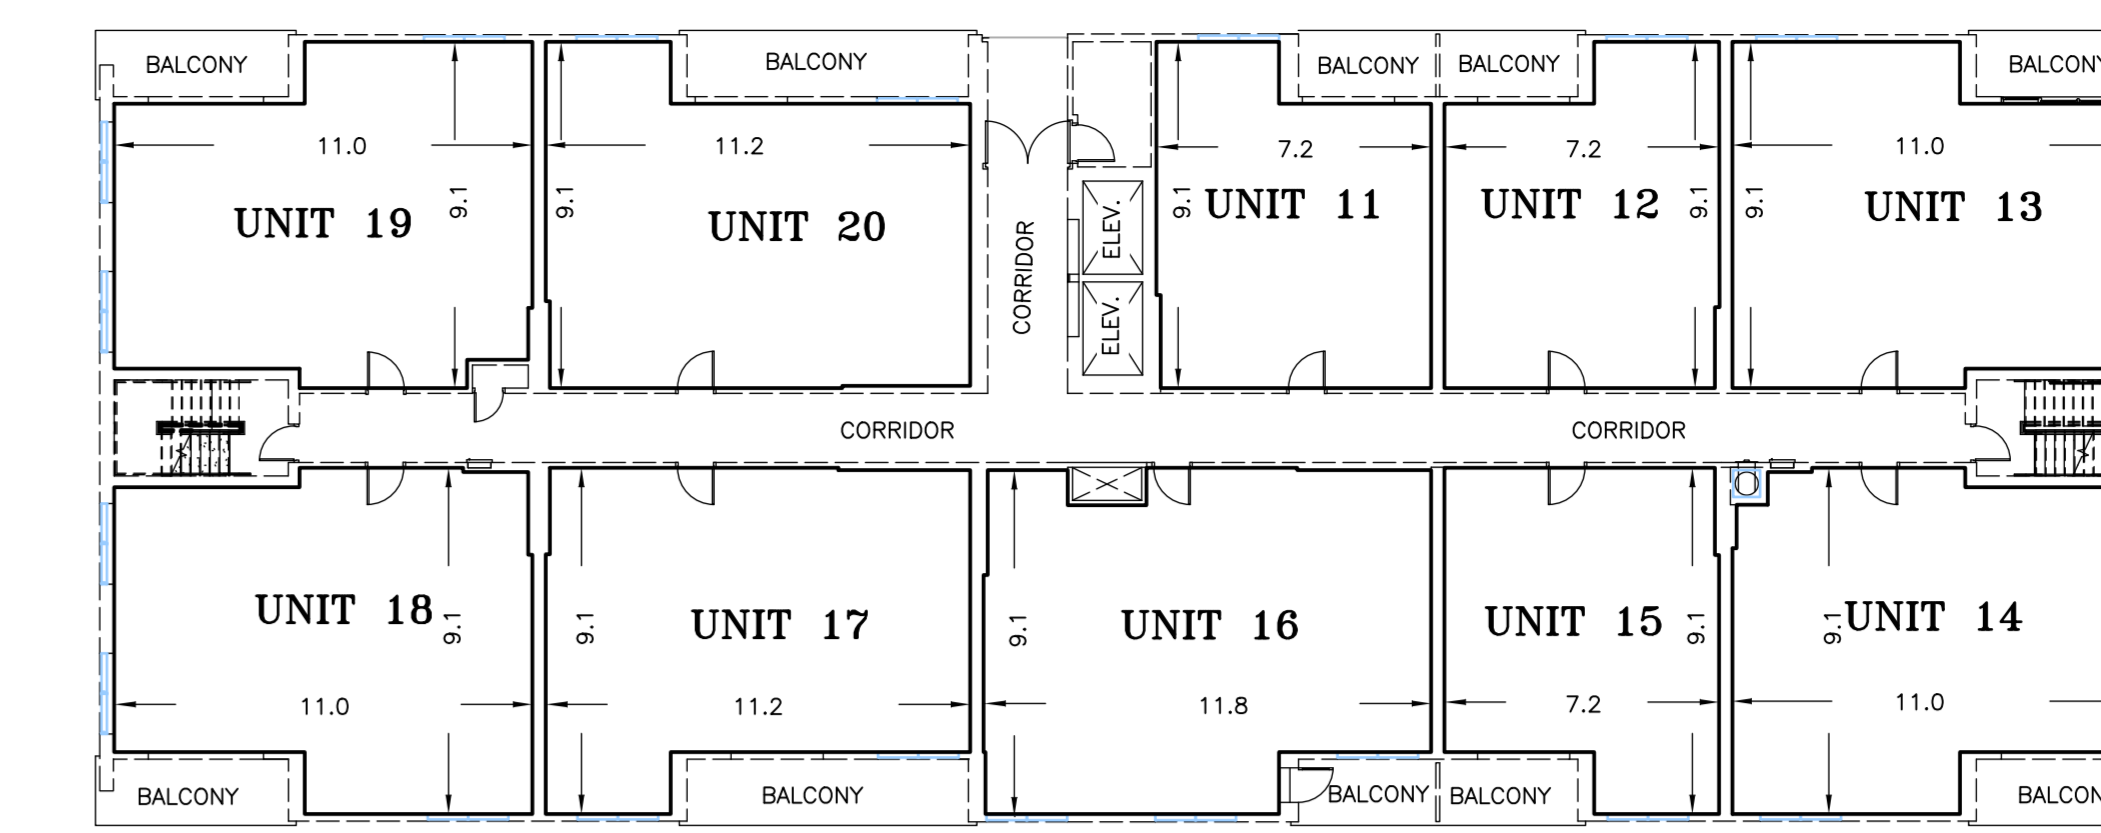 BALCONY
BALCONY
BALCONY
BALCONY
BALCONY
11.0
11.2
7.2
7.2
11.0
9.1
9.1
9.1
9.1
9.1
UNIT 19
UNIT 20
UNIT 11
UNIT 12
UNIT 13
CORRIDOR
ELEV.
ELEV.
CORRIDOR
CORRIDOR
UNIT 18
UNIT 17
UNIT 16
UNIT 15
UNIT 14
9.1
9.1
9.1
9.1
9.1
11.0
11.2
11.8
7.2
11.0
BALCONY
BALCONY
BALCONY
BALCONY
BALCON